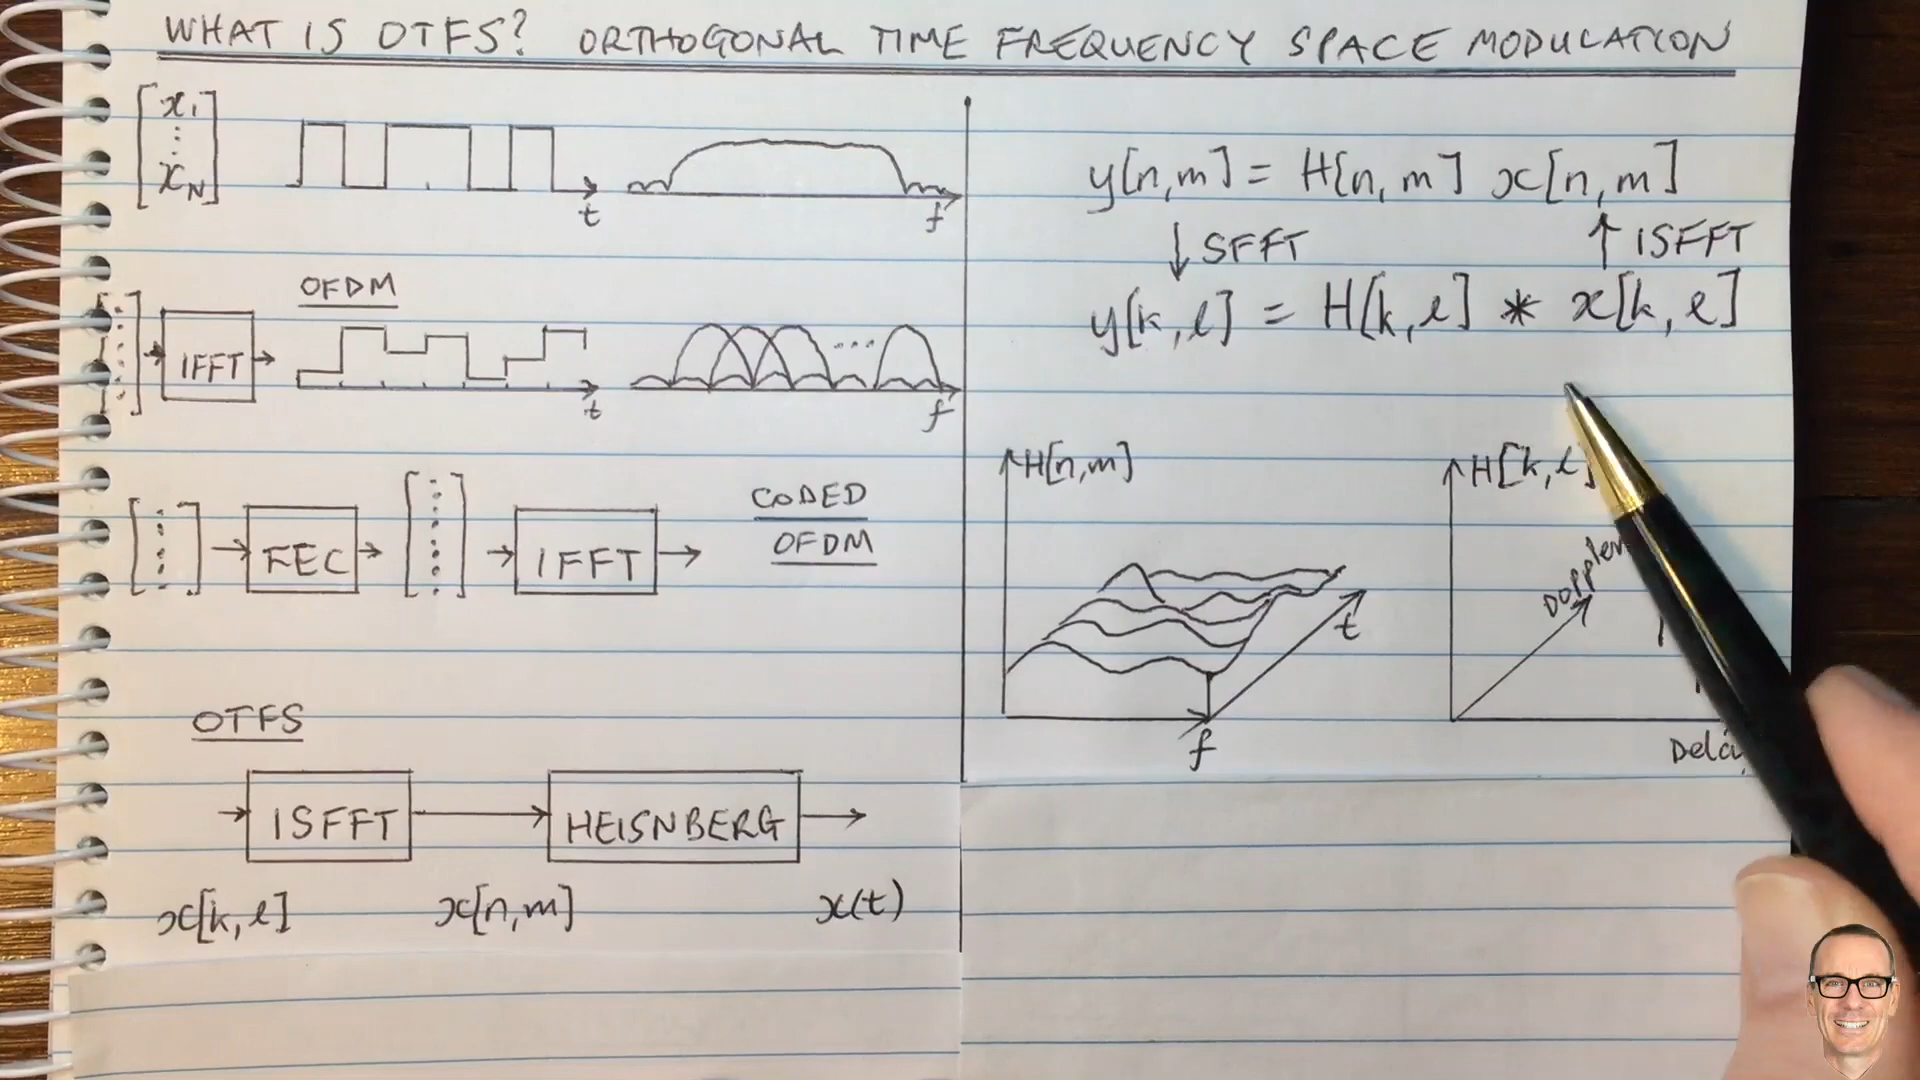 WHAT IS OTFS? ORTHOGONAL TIME FREQUENCY SPACE MODULATION
x1
⋮
xN
t
f
OFDM
IFFT
t
f
FEC
IFFT
CODED
OFDM
OTFS
ISFFT
HEISNBERG
x[k,l]
x[n,m]
x(t)
y[n,m] = H[n,m] x[n,m]
↓ SFFT
↑ ISFFT
y[k,l] = H[k,l] * x[k,l]
H[n,m]
t
f
H[k,l]
Doppler